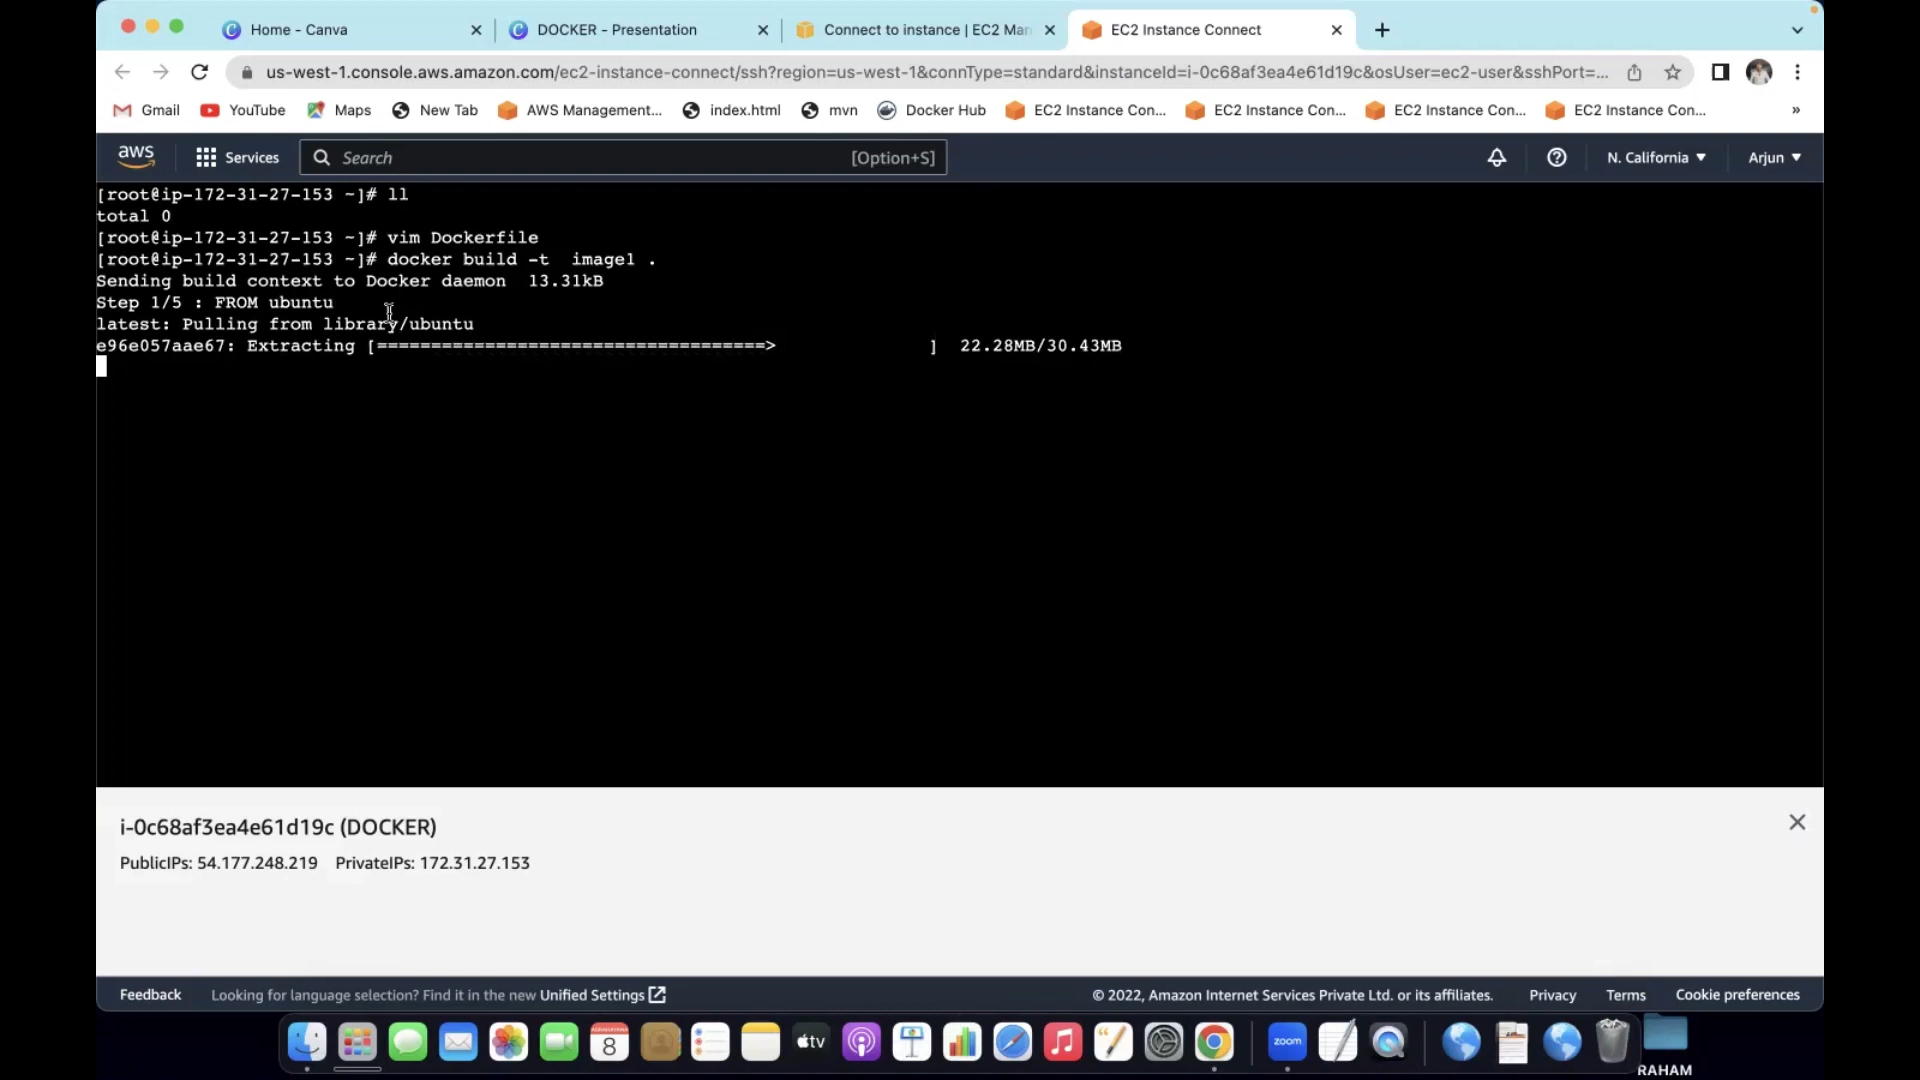 Home - Canva
DOCKER - Presentation
Connect to instance | EC2 Man
EC2 Instance Connect
us-west-1.console.aws.amazon.com/ec2-instance-connect/ssh?region=us-west-1&connType=standard&instanceId=i-0c68af3ea4e61d19c&osUser=ec2-user&sshPort=...
Gmail
YouTube
Maps
New Tab
AWS Management...
index.html
mvn
Docker Hub
EC2 Instance Con...
EC2 Instance Con...
EC2 Instance Con...
EC2 Instance Con...
»
aws
Services
Search
[Option+S]
N. California
Arjun
[root@ip-172-31-27-153 ~]# ll
total 0
[root@ip-172-31-27-153 ~]# vim Dockerfile
[root@ip-172-31-27-153 ~]# docker build -t  image1 .
Sending build context to Docker daemon  13.31kB
Step 1/5 : FROM ubuntu
latest: Pulling from library/ubuntu
e96e057aae67: Extracting [====================================>              ]  22.28MB/30.43MB
i-0c68af3ea4e61d19c (DOCKER)
PublicIPs: 54.177.248.219 PrivateIPs: 172.31.27.153
Feedback
Looking for language selection? Find it in the new Unified Settings
© 2022, Amazon Internet Services Private Ltd. or its affiliates.
Privacy
Terms
Cookie preferences
8
tv
zoom
RAHAM